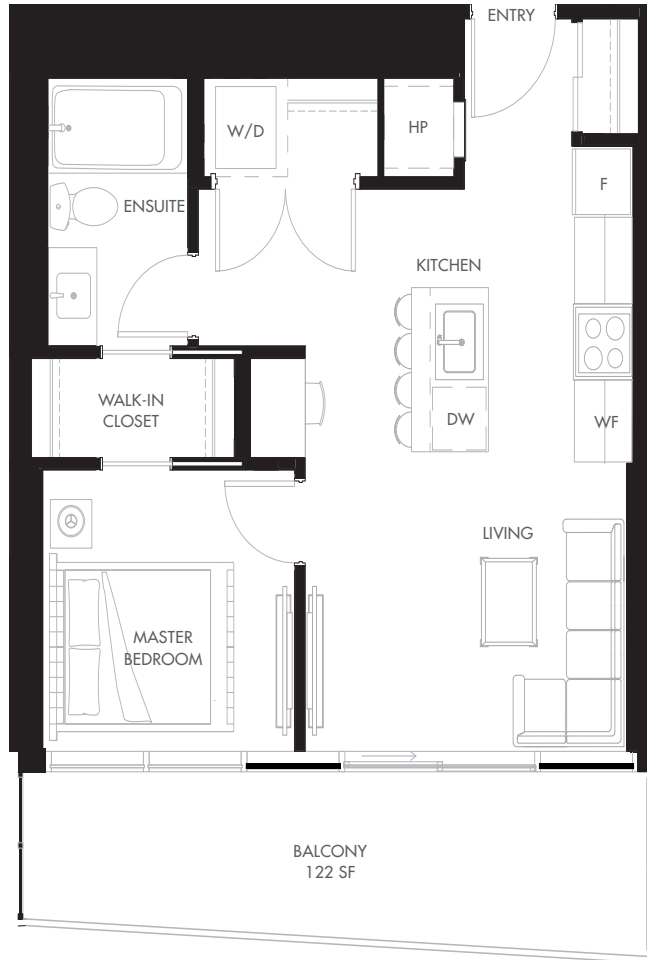 ENTRY
W/D
HP
F
ENSUITE
KITCHEN
WALK-IN
CLOSET
DW
WF
LIVING
MASTER
BEDROOM
BALCONY
122 SF